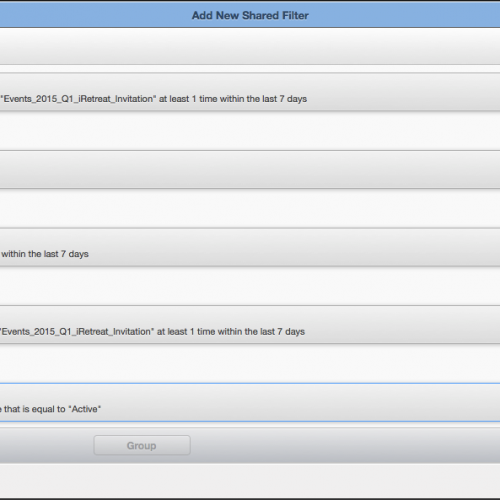 Add New Shared Filter
"Events_2015_Q1_iRetreat_Invitation" at least 1 time within the last 7 days
within the last 7 days
"Events_2015_Q1_iRetreat_Invitation" at least 1 time within the last 7 days
that is equal to "Active"
Group